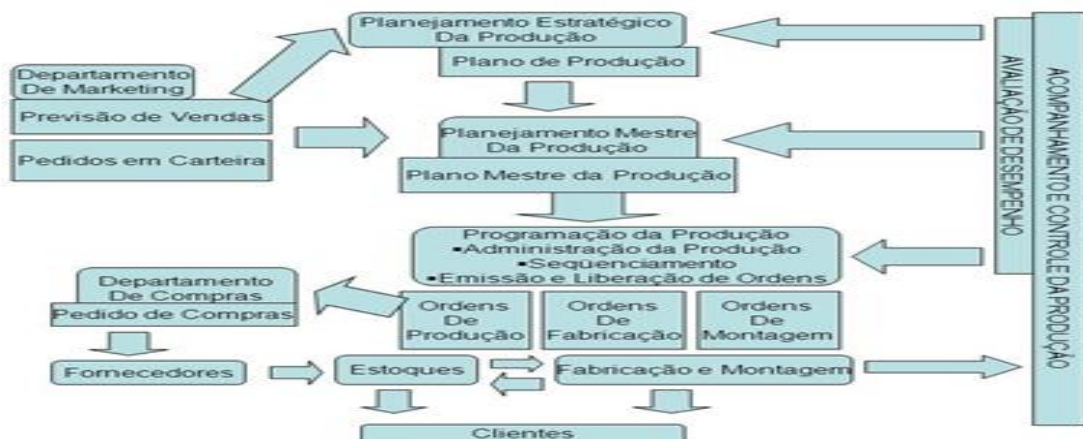 Planejamento Estratégico
Da Produção
Plano de Produção
Departamento
De Marketing
Previsão de Vendas
Pedidos em Carteira
Planejamento Mestre
Da Produção
Plano Mestre da Produção
Programação da Produção
▪Administração da Produção
▪Seqüenciamento
▪Emissão e Liberação de Ordens
Departamento
De Compras
Pedido de Compras
Ordens
De
Produção
Ordens
De
Fabricação
Ordens
De
Montagem
Fornecedores
Estoques
Fabricação e Montagem
Clientes
AVALIAÇÃO DE DESEMPENHO
ACOMPANHAMENTO E CONTROLE DA PRODUÇÃO